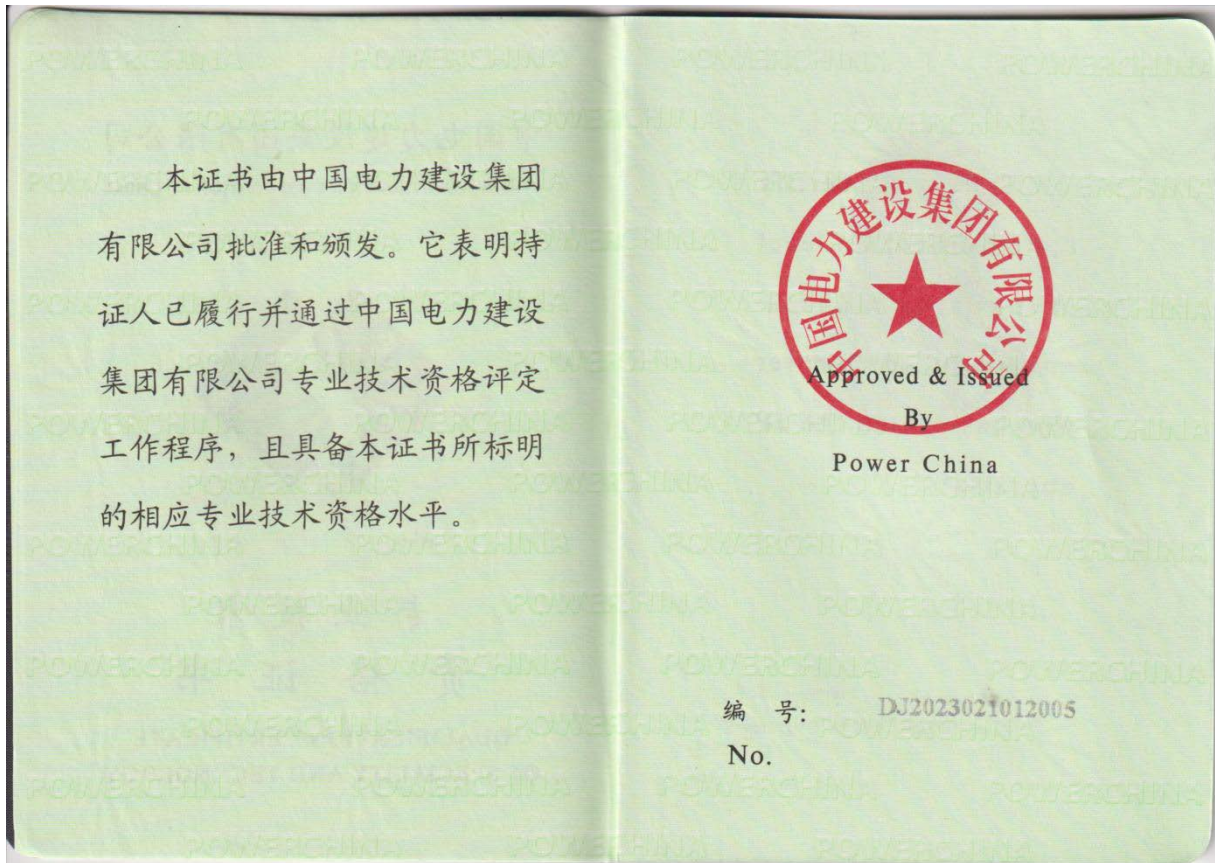 本证书由中国电力建设集团
有限公司批准和颁发。它表明持
证人已履行并通过中国电力建设
集团有限公司专业技术资格评定
工作程序，且具备本证书所标明
的相应专业技术资格水平。
中国电力建设集团有限公司
Approved & Issued
By
Power China
编 号: DJ2023021012005
No.